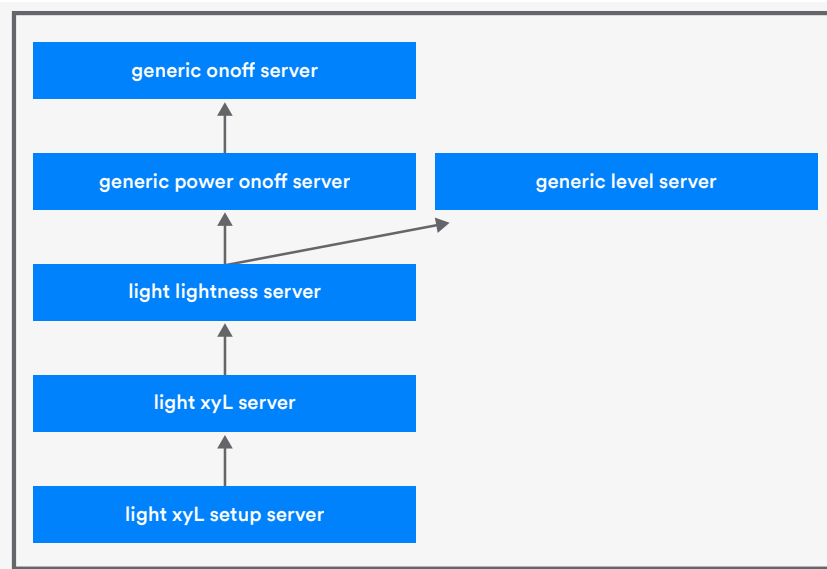 generic onoff server
generic power onoff server
generic level server
light lightness server
light xyL server
light xyL setup server